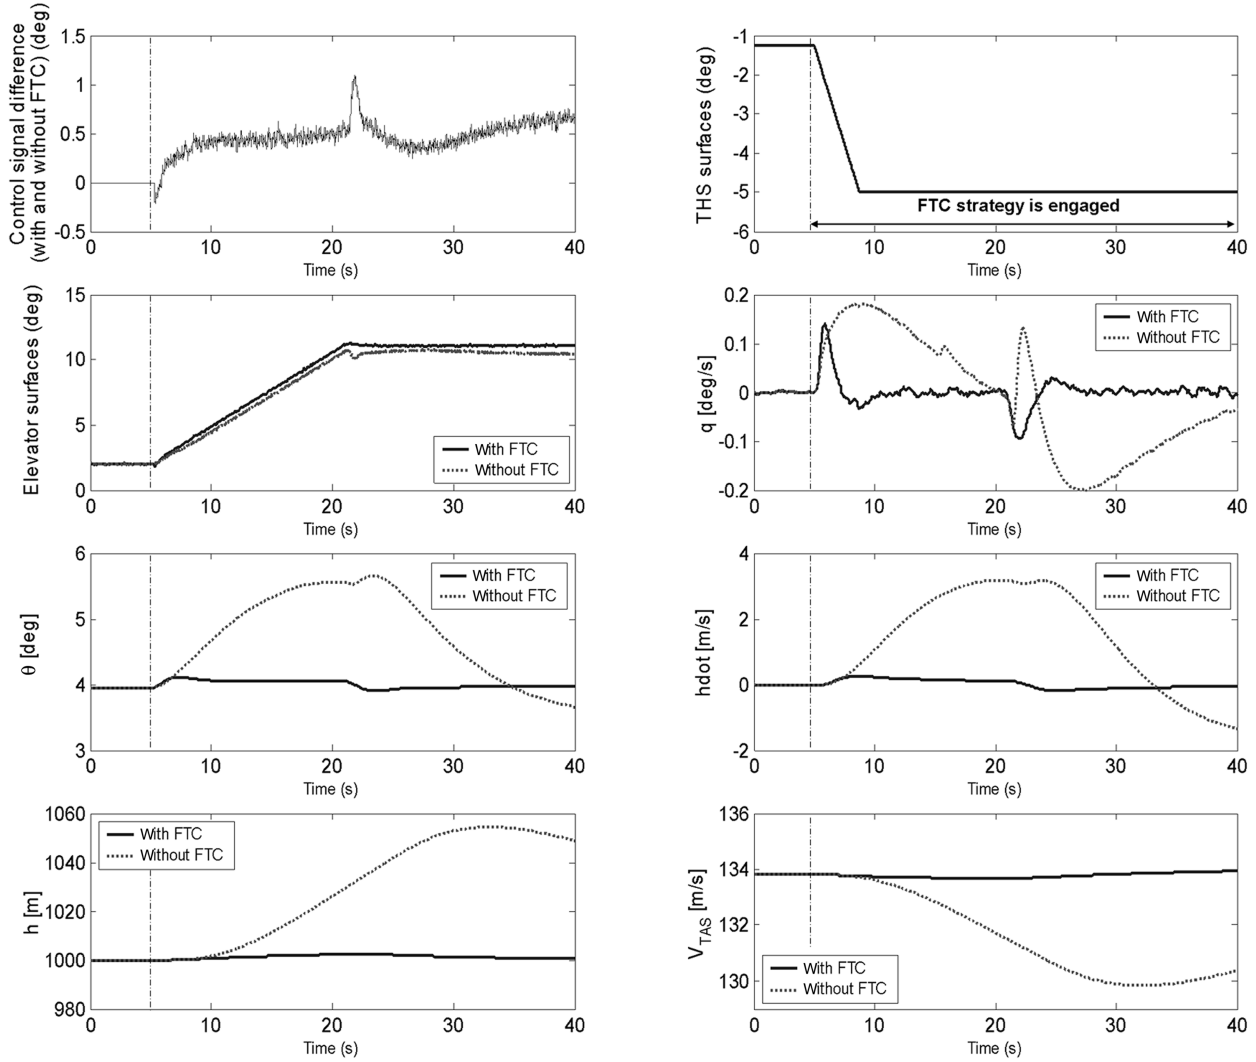 Control signal difference
(with and without FTC) (deg)
1.5
1
0.5
0
-0.5
0 10 20 30 40
Time (s)
THS surfaces (deg)
-1
-2
-3
-4
-5
-6
FTC strategy is engaged
0 10 20 30 40
Time (s)
Elevator surfaces (deg)
15
10
5
0
With FTC
Without FTC
0 10 20 30 40
Time (s)
q [deg/s]
0.2
0.1
0
-0.1
-0.2
With FTC
Without FTC
0 10 20 30 40
Time (s)
θ [deg]
6
5
4
3
With FTC
Without FTC
0 10 20 30 40
Time (s)
hdot [m/s]
4
2
0
-2
With FTC
Without FTC
0 10 20 30 40
Time (s)
h [m]
1060
1040
1020
1000
980
With FTC
Without FTC
0 10 20 30 40
Time (s)
V_TAS [m/s]
136
134
132
130
With FTC
Without FTC
0 10 20 30 40
Time (s)